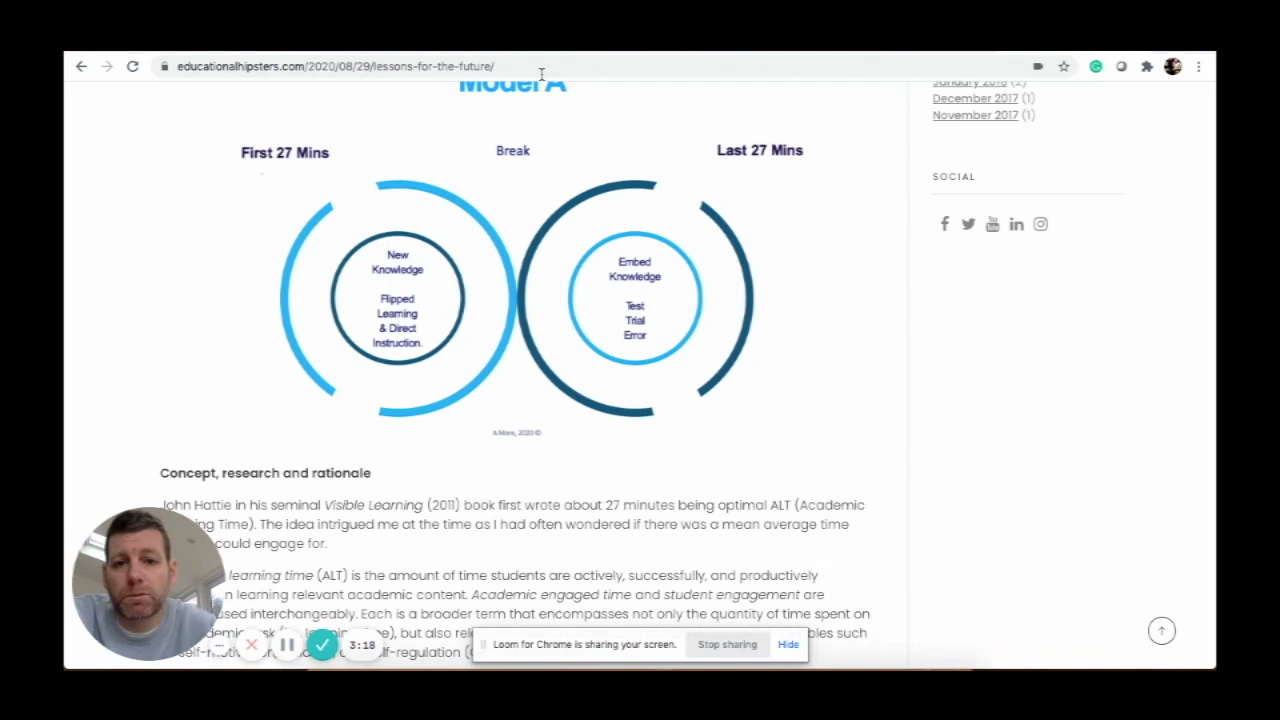 educationalhipsters.com/2020/08/29/lessons-for-the-future/
Model A
January 2018 (2)
December 2017 (1)
November 2017 (1)
First 27 Mins
Break
Last 27 Mins
SOCIAL
New
Knowledge
Flipped
Learning
& Direct
Instruction.
Embed
Knowledge
Test
Trial
Error
2020 ©
Concept, research and rationale
John Hattie in his seminal Visible Learning (2011) book first wrote about 27 minutes being optimal ALT (Academic
ing Time). The idea intrigued me at the time as I had often wondered if there was a mean average time
could engage for.
learning time (ALT) is the amount of time students are actively, successfully, and productively
n learning relevant academic content. Academic engaged time and student engagement are
used interchangeably. Each is a broader term that encompasses not only the quantity of time spent on
but also
bles such
3:18
Loom for Chrome is sharing your screen.
Stop sharing
Hide